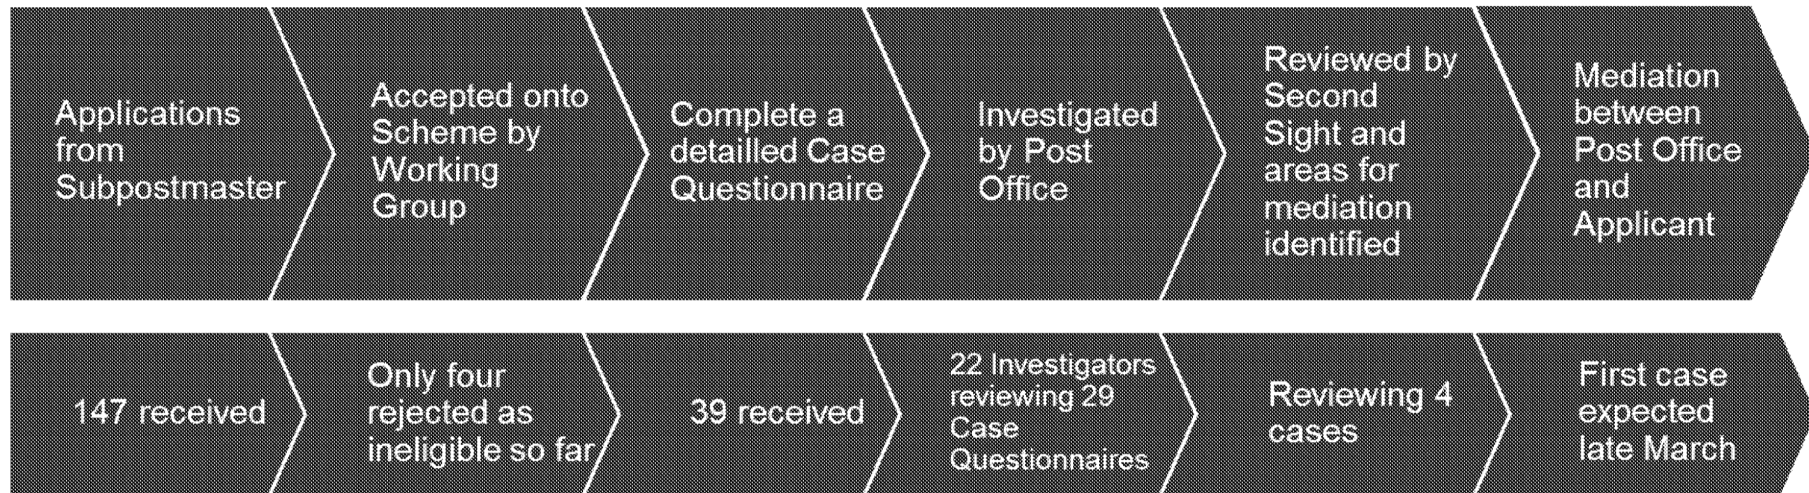 Applications
from
Subpostmaster
Accepted onto
Scheme by
Working
Group
Complete a
detailled Case
Questionnaire
Investigated
by Post
Office
Reviewed by
Second
Sight and
areas for
mediation
identified
Mediation
between
Post Office
and
Applicant
147 received
Only four
rejected as
ineligible so far
39 received
22 Investigators
reviewing 29
Case
Questionnaires
Reviewing 4
cases
First case
expected
late March